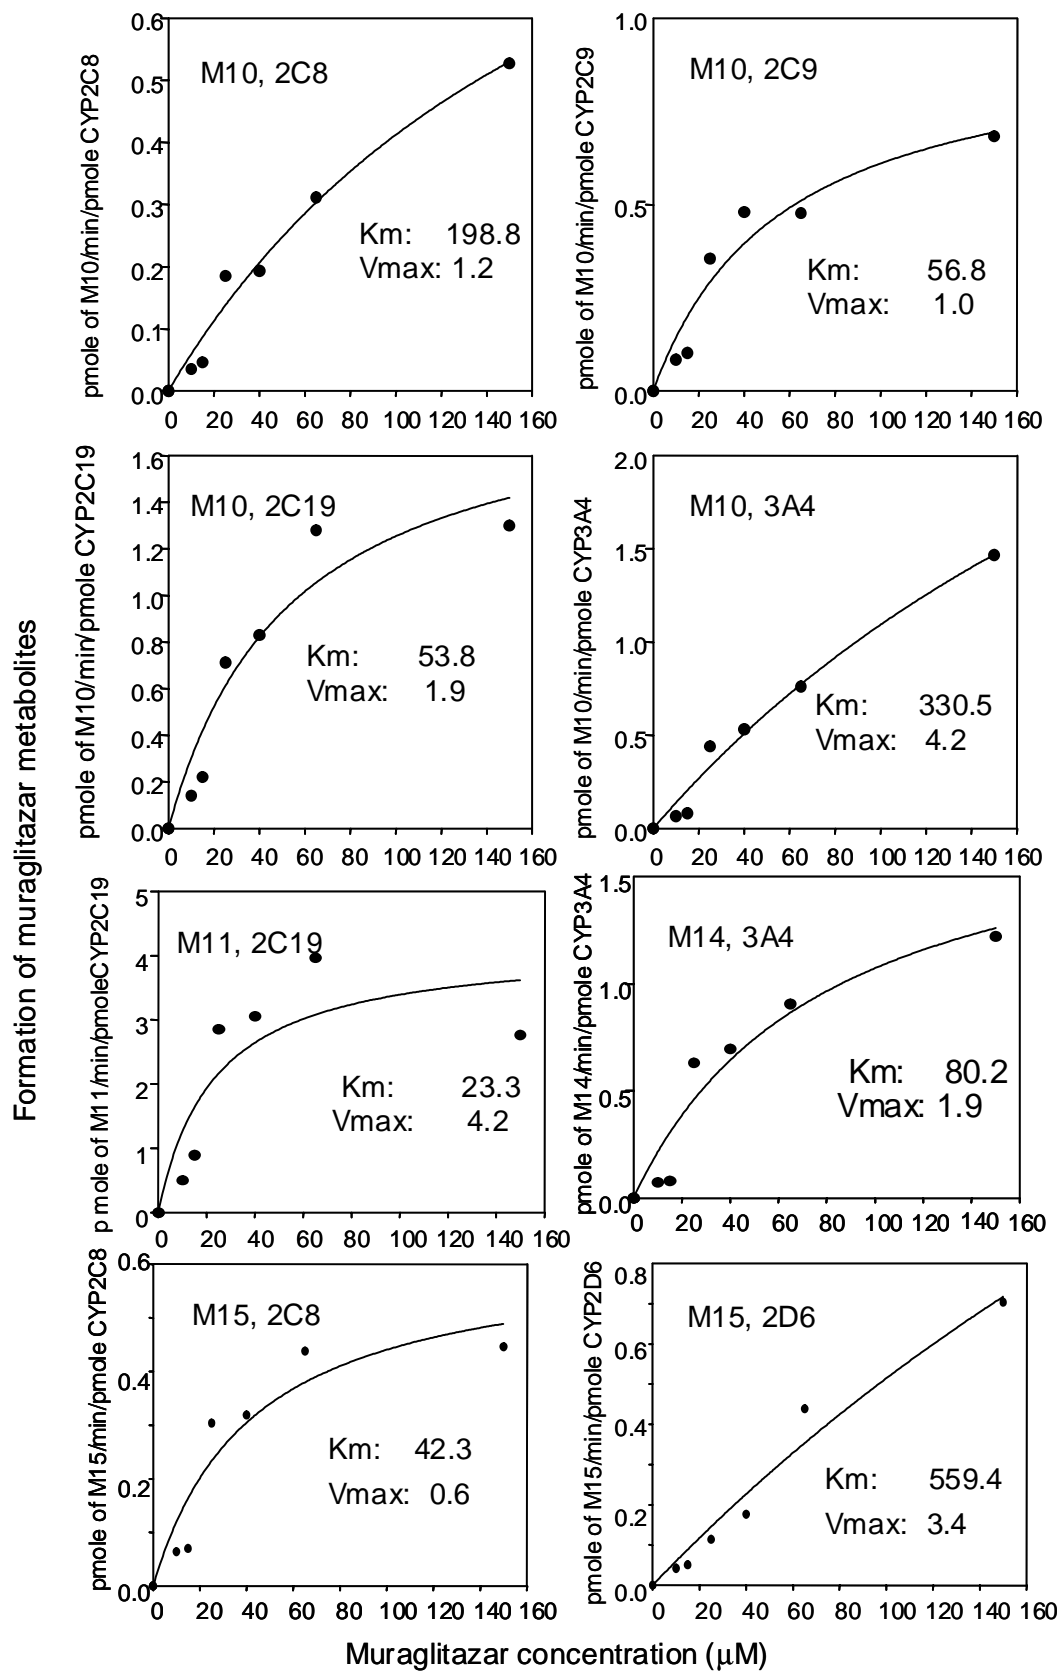 Formation of muraglitazar metabolites
pmole of M10/min/pmole CYP2C8
0.6
0.5
0.4
0.3
0.2
0.1
0.0
M10, 2C8
Km: 198.8
Vmax: 1.2
0 20 40 60 80 100 120 140 160
pmole of M10/min/pmole CYP2C9
1.0
0.5
0.0
M10, 2C9
Km: 56.8
Vmax: 1.0
0 20 40 60 80 100 120 140 160
pmole of M10/min/pmole CYP2C19
1.6
1.4
1.2
1.0
0.8
0.6
0.4
0.2
0.0
M10, 2C19
Km: 53.8
Vmax: 1.9
0 20 40 60 80 100 120 140 160
pmole of M10/min/pmole CYP3A4
2.0
1.5
1.0
0.5
0.0
M10, 3A4
Km: 330.5
Vmax: 4.2
0 20 40 60 80 100 120 140 160
p mole of M11/min/pmoleCYP2C19
5
4
3
2
1
0
M11, 2C19
Km: 23.3
Vmax: 4.2
0 20 40 60 80 100 120 140 160
pmole of M14/min/pmole CYP3A4
1.5
1.0
0.5
0.0
M14, 3A4
Km: 80.2
Vmax: 1.9
0 20 40 60 80 100 120 140 160
pmole of M15/min/pmole CYP2C8
0.6
0.4
0.2
0.0
M15, 2C8
Km: 42.3
Vmax: 0.6
0 20 40 60 80 100 120 140 160
pmole of M15/min/pmole CYP2D6
0.8
0.6
0.4
0.2
0.0
M15, 2D6
Km: 559.4
Vmax: 3.4
0 20 40 60 80 100 120 140 160
Muraglitazar concentration (μM)